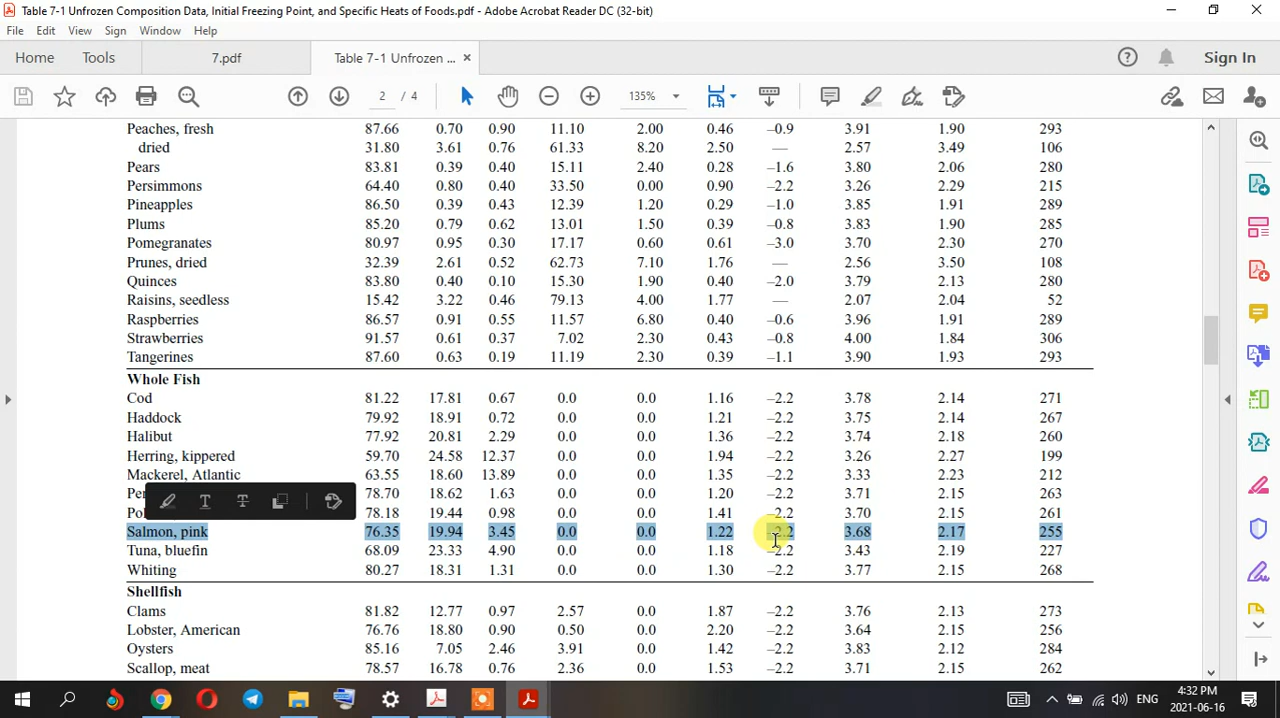 Table 7-1 Unfrozen Composition Data, Initial Freezing Point, and Specific Heats of Foods.pdf - Adobe Acrobat Reader DC (32-bit)
File Edit View Sign Window Help
Home Tools 7.pdf Table 7-1 Unfrozen ... × Sign In
2 / 4 135%
Peaches, fresh 87.66 0.70 0.90 11.10 2.00 0.46 –0.9 3.91 1.90 293
dried 31.80 3.61 0.76 61.33 8.20 2.50 — 2.57 3.49 106
Pears 83.81 0.39 0.40 15.11 2.40 0.28 –1.6 3.80 2.06 280
Persimmons 64.40 0.80 0.40 33.50 0.00 0.90 –2.2 3.26 2.29 215
Pineapples 86.50 0.39 0.43 12.39 1.20 0.29 –1.0 3.85 1.91 289
Plums 85.20 0.79 0.62 13.01 1.50 0.39 –0.8 3.83 1.90 285
Pomegranates 80.97 0.95 0.30 17.17 0.60 0.61 –3.0 3.70 2.30 270
Prunes, dried 32.39 2.61 0.52 62.73 7.10 1.76 — 2.56 3.50 108
Quinces 83.80 0.40 0.10 15.30 1.90 0.40 –2.0 3.79 2.13 280
Raisins, seedless 15.42 3.22 0.46 79.13 4.00 1.77 — 2.07 2.04 52
Raspberries 86.57 0.91 0.55 11.57 6.80 0.40 –0.6 3.96 1.91 289
Strawberries 91.57 0.61 0.37 7.02 2.30 0.43 –0.8 4.00 1.84 306
Tangerines 87.60 0.63 0.19 11.19 2.30 0.39 –1.1 3.90 1.93 293
Whole Fish
Cod 81.22 17.81 0.67 0.0 0.0 1.16 –2.2 3.78 2.14 271
Haddock 79.92 18.91 0.72 0.0 0.0 1.21 –2.2 3.75 2.14 267
Halibut 77.92 20.81 2.29 0.0 0.0 1.36 –2.2 3.74 2.18 260
Herring, kippered 59.70 24.58 12.37 0.0 0.0 1.94 –2.2 3.26 2.27 199
Mackerel, Atlantic 63.55 18.60 13.89 0.0 0.0 1.35 –2.2 3.33 2.23 212
78.70 18.62 1.63 0.0 0.0 1.20 –2.2 3.71 2.15 263
78.18 19.44 0.98 0.0 0.0 1.41 –2.2 3.70 2.15 261
Salmon, pink 76.35 19.94 3.45 0.0 0.0 1.22 –2.2 3.68 2.17 255
Tuna, bluefin 68.09 23.33 4.90 0.0 0.0 1.18 –2.2 3.43 2.19 227
Whiting 80.27 18.31 1.31 0.0 0.0 1.30 –2.2 3.77 2.15 268
Shellfish
Clams 81.82 12.77 0.97 2.57 0.0 1.87 –2.2 3.76 2.13 273
Lobster, American 76.76 18.80 0.90 0.50 0.0 2.20 –2.2 3.64 2.15 256
Oysters 85.16 7.05 2.46 3.91 0.0 1.42 –2.2 3.83 2.12 284
Scallop, meat 78.57 16.78 0.76 2.36 0.0 1.53 –2.2 3.71 2.15 262
ENG
4:32 PM
2021-06-16